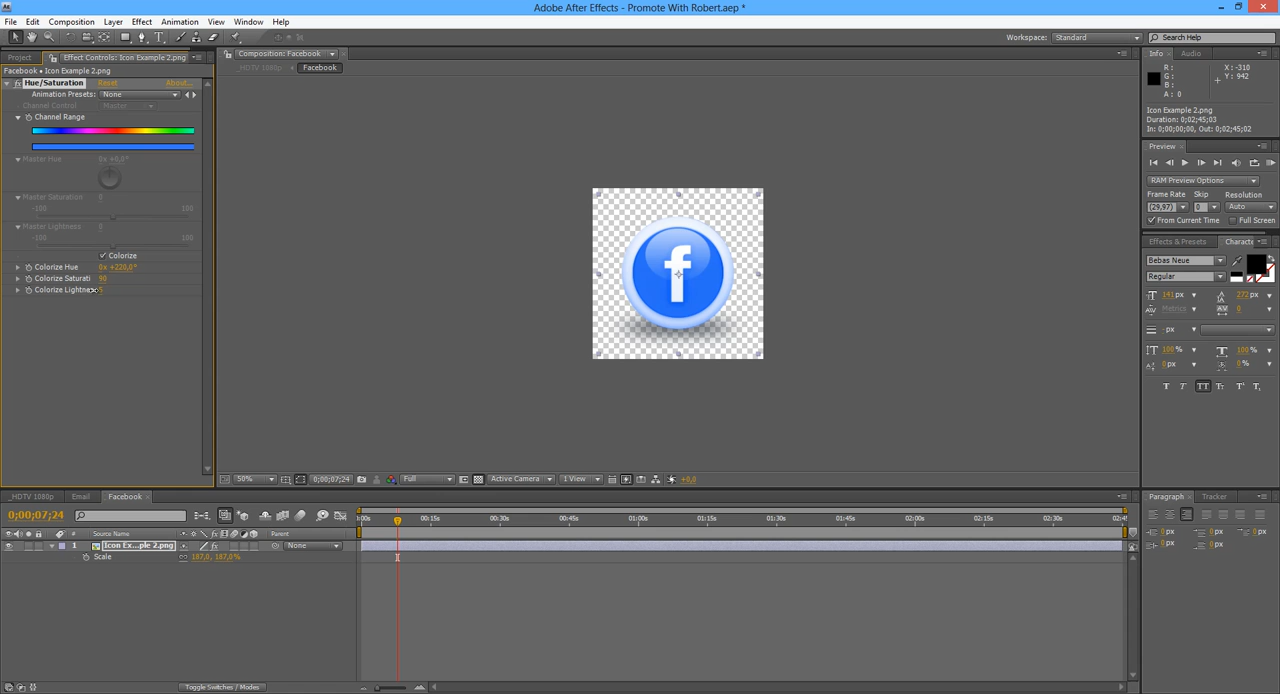 Adobe After Effects - Promote With Robert.aep *
File Edit Composition Layer Effect Animation View Window Help
Workspace: Standard Search Help
Project Effect Controls: Icon Example 2.png
Facebook • Icon Example 2.png
fx Hue/Saturation Reset About...
Animation Presets: None
Channel Control Master
Channel Range
Master Hue 0x +0,0°
Master Saturation 0
-100 100
Master Lightness 0
-100 100
Colorize
Colorize Hue 0x +220,0°
Colorize Saturati 90
Colorize Lightness
Composition: Facebook
_HDTV 1080p Facebook
f
50% 0;00;07;24 Full Active Camera 1 View +0,0
Info Audio
R :
G :
B :
A : 0
X : -310
Y : 942
Icon Example 2.png
Duration: 0;02;45;03
In: 0;00;00;00, Out: 0;02;45;02
Preview
RAM Preview Options
Frame Rate Skip Resolution
(29,97) 0 Auto
From Current Time Full Screen
Effects & Presets Charact
Bebas Neue
Regular
141 px 272 px
Metrics 0
- px
100 % 100 %
0 px 0 %
T T TT Tt T' T,
_HDTV 1080p Email Facebook
0;00;07;24
# Source Name Parent
1 [Icon Ex...ple 2.png] None
Scale 187,0, 187,0%
:00s 00:15s 00:30s 00:45s 01:00s 01:15s 01:30s 01:45s 02:00s 02:15s 02:30s 02:45
Toggle Switches / Modes
Paragraph Tracker
0 px 0 px 0 px
0 px 0 px